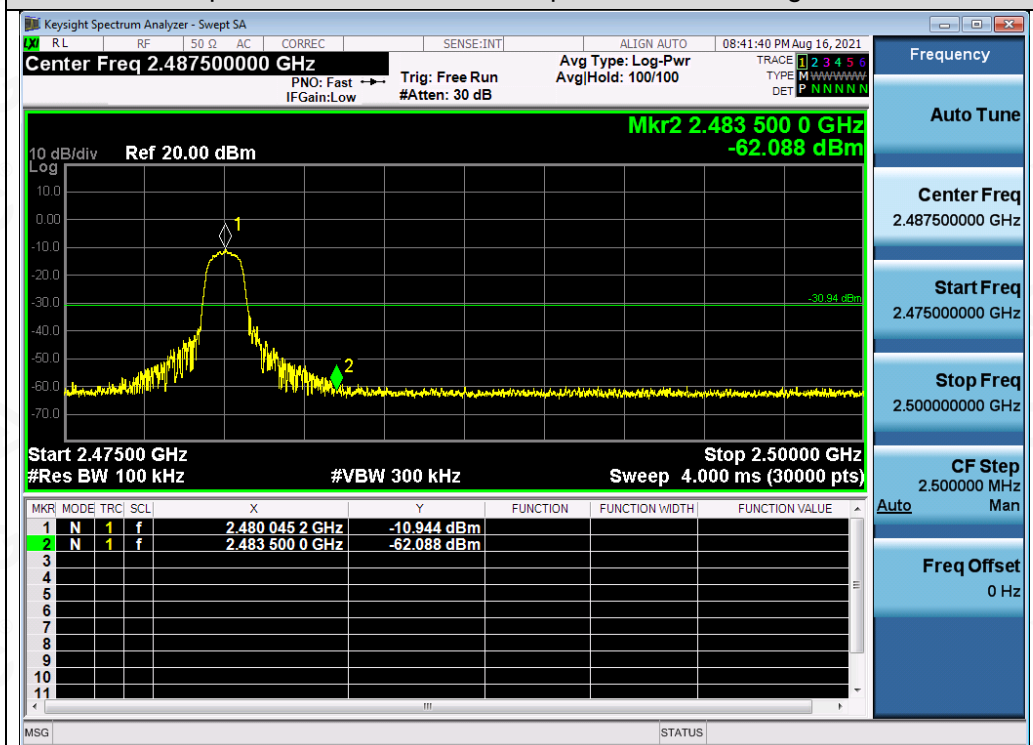 Keysight Spectrum Analyzer - Swept SA
LXI RL RF 50 Ω AC CORREC SENSE:INT ALIGN AUTO 08:41:40 PM Aug 16, 2021
Center Freq 2.487500000 GHz
PNO: Fast
IFGain:Low
Trig: Free Run
#Atten: 30 dB
Avg Type: Log-Pwr
Avg|Hold: 100/100
TRACE 1 2 3 4 5 6
TYPE M WWWWW
DET P N N N N N
Mkr2 2.483 500 0 GHz
-62.088 dBm
10 dB/div Ref 20.00 dBm
Log
10.0
0.00
-10.0
-20.0
-30.0
-40.0
-50.0
-60.0
-70.0
1
2
-30.94 dBm
Start 2.47500 GHz Stop 2.50000 GHz
#Res BW 100 kHz #VBW 300 kHz Sweep 4.000 ms (30000 pts)
MKR MODE TRC SCL X Y FUNCTION FUNCTION WIDTH FUNCTION VALUE
1 N 1 f 2.480 045 2 GHz -10.944 dBm
2 N 1 f 2.483 500 0 GHz -62.088 dBm
3
4
5
6
7
8
9
10
11
MSG STATUS
Frequency
Auto Tune
Center Freq
2.487500000 GHz
Start Freq
2.475000000 GHz
Stop Freq
2.500000000 GHz
CF Step
2.500000 MHz
Auto Man
Freq Offset
0 Hz